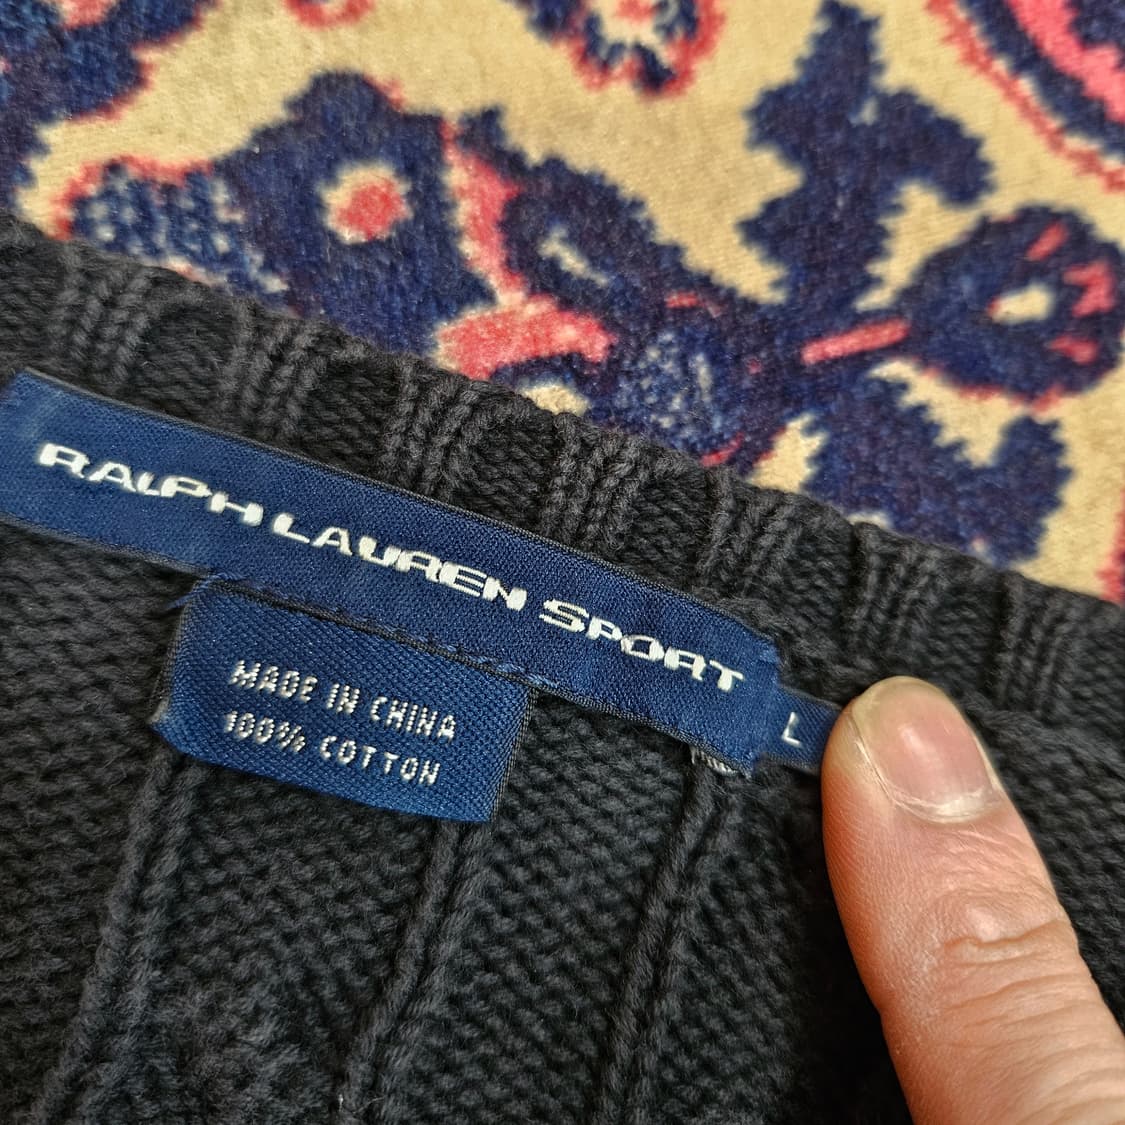 RALPH LAUREN SPORT
L
MADE IN CHINA
100% COTTON